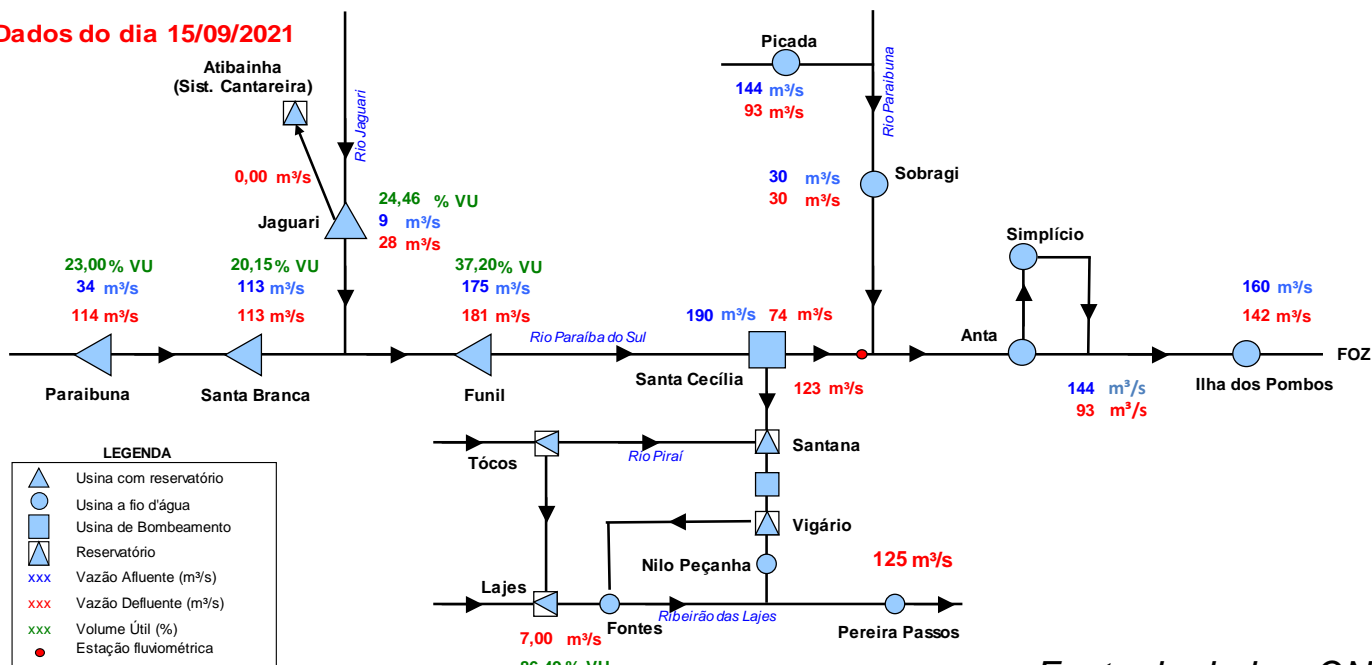 Dados do dia 15/09/2021
Atibainha
(Sist. Cantareira)
Rio Jaguari
0,00 m³/s
Jaguari
24,46 % VU
9 m³/s
28 m³/s
Picada
144 m³/s
93 m³/s
Rio Paraibuna
30 m³/s
30 m³/s
Sobragi
Simplício
23,00 % VU
34 m³/s
114 m³/s
Paraibuna
20,15 % VU
113 m³/s
113 m³/s
Santa Branca
37,20 % VU
175 m³/s
181 m³/s
Funil
Rio Paraíba do Sul
190 m³/s 74 m³/s
Santa Cecília
123 m³/s
Anta
144 m³/s
93 m³/s
160 m³/s
142 m³/s
Ilha dos Pombos
FOZ
Tócos
Rio Piraí
Santana
Vigário
Nilo Peçanha
125 m³/s
Lajes
7,00 m³/s
Fontes
Ribeirão das Lajes
Pereira Passos
LEGENDA
Usina com reservatório
Usina a fio d'água
Usina de Bombeamento
Reservatório
xxx Vazão Afluente (m³/s)
xxx Vazão Defluente (m³/s)
xxx Volume Útil (%)
Estação fluviométrica